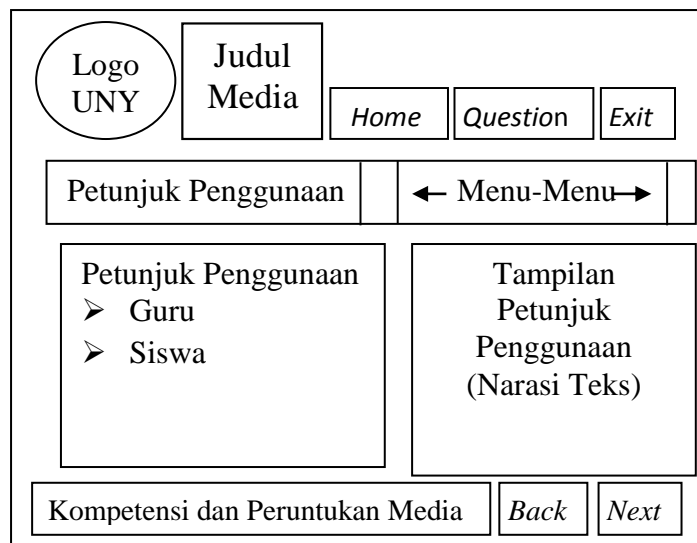 Logo
UNY
Judul
Media
Home
Question
Exit
Petunjuk Penggunaan
Menu-Menu
Petunjuk Penggunaan
➢ Guru
➢ Siswa
Tampilan
Petunjuk
Penggunaan
(Narasi Teks)
Kompetensi dan Peruntukan Media
Back
Next